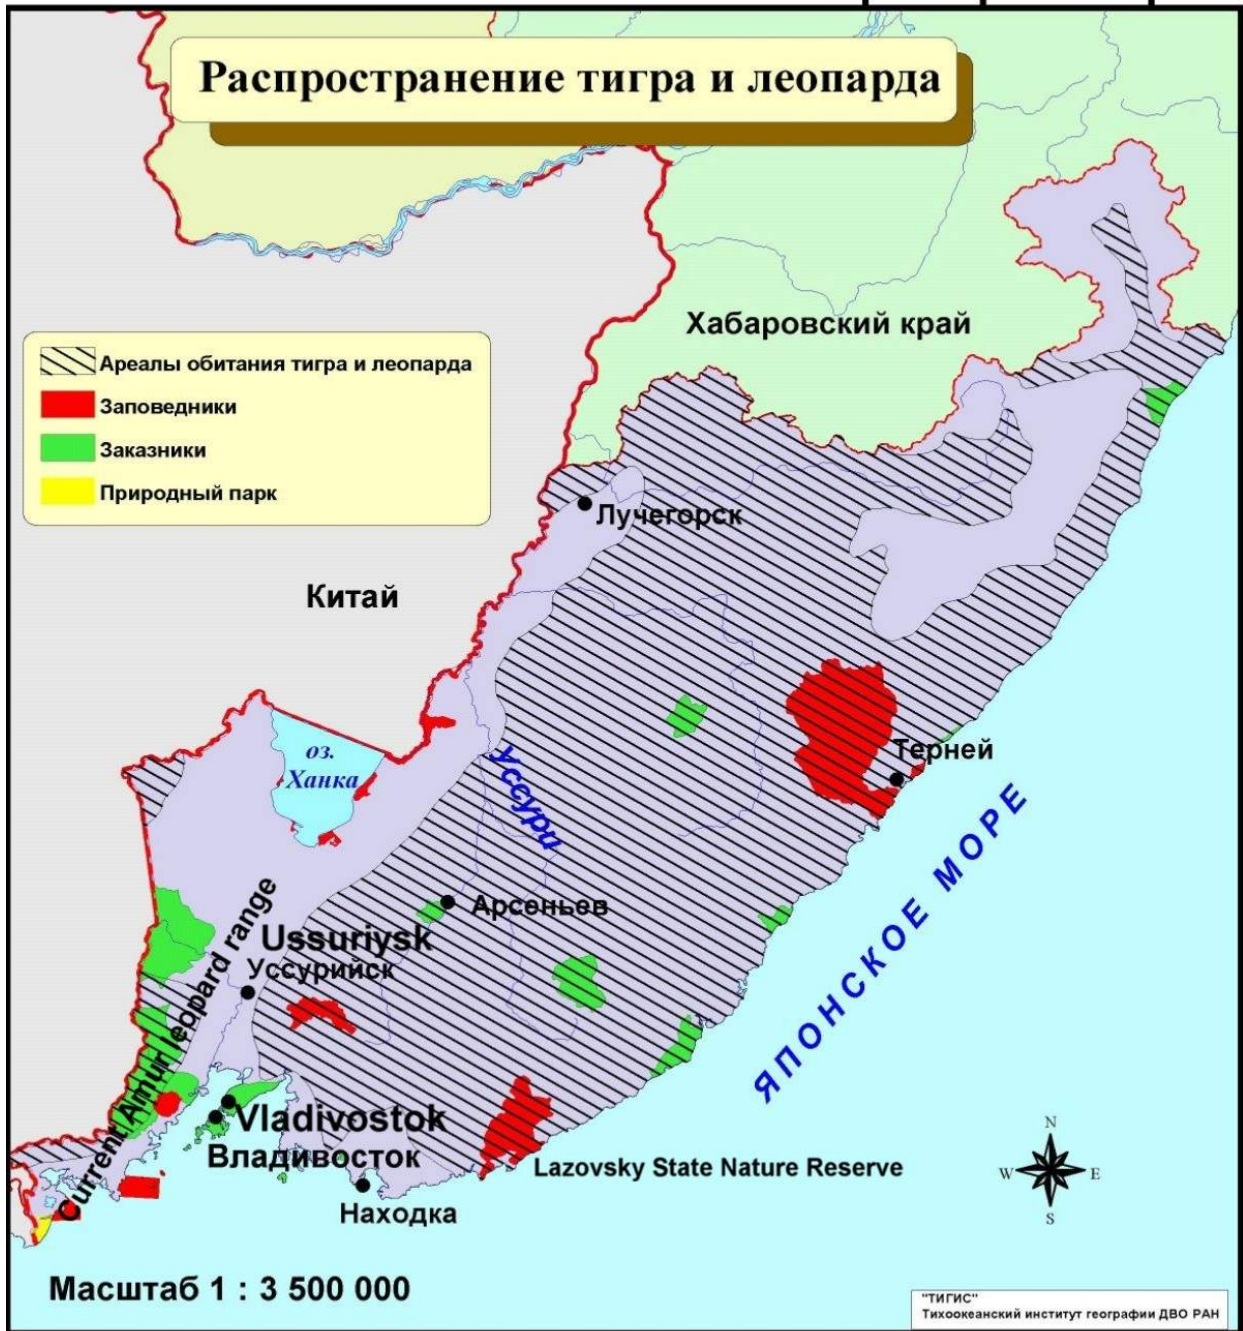 Распространение тигра и леопарда
Хабаровский край
Ареалы обитания тигра и леопарда
Заповедники
Заказники
Природный парк
Лучегорск
Китай
оз.
Ханка
Уссури
Терней
Арсеньев
Ussuriysk
Уссурийск
Current Amur leopard range
ЯПОНСКОЕ МОРЕ
Vladivostok
Владивосток
Lazovsky State Nature Reserve
Находка
N
W
E
S
Масштаб 1 : 3 500 000
"ТИГИС"
Тихоокеанский институт географии ДВО РАН